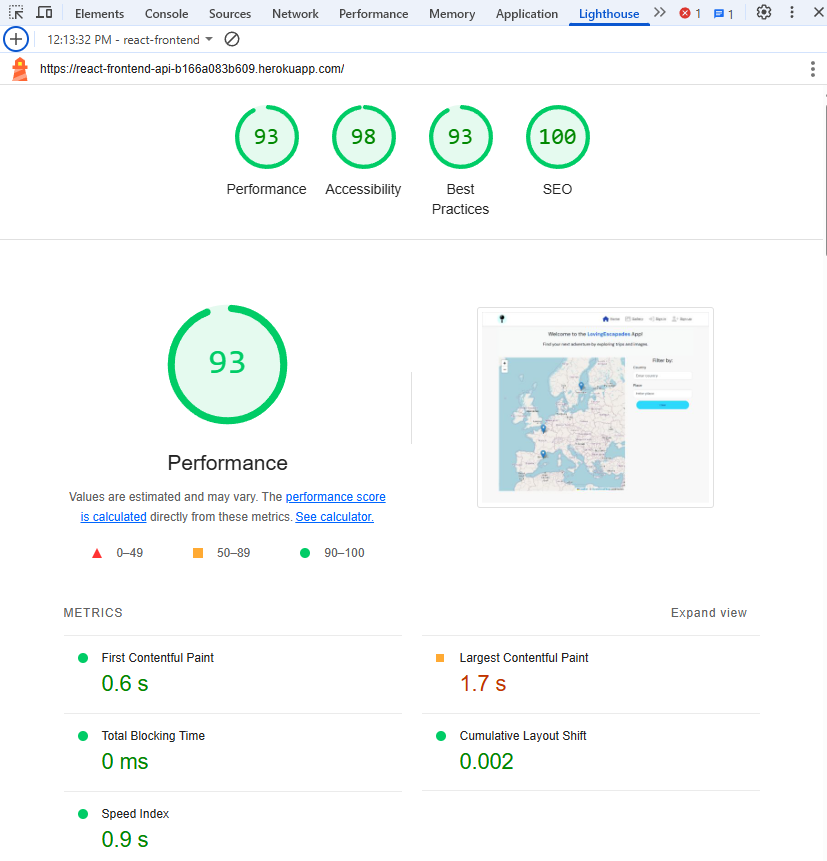 Elements Console Sources Network Performance Memory Application Lighthouse 1 1
12:13:32 PM - react-frontend
https://react-frontend-api-b166a083b609.herokuapp.com/
93 98 93 100
Performance Accessibility Best Practices SEO
93
Performance
Values are estimated and may vary. The performance score
is calculated directly from these metrics. See calculator.
0–49 50–89 90–100
Welcome to the LovingEscapades App!
Find your next adventure by exploring trips and images.
Filter by:
Country
Enter country
Place
Enter place
METRICS Expand view
First Contentful Paint
0.6 s
Largest Contentful Paint
1.7 s
Total Blocking Time
0 ms
Cumulative Layout Shift
0.002
Speed Index
0.9 s